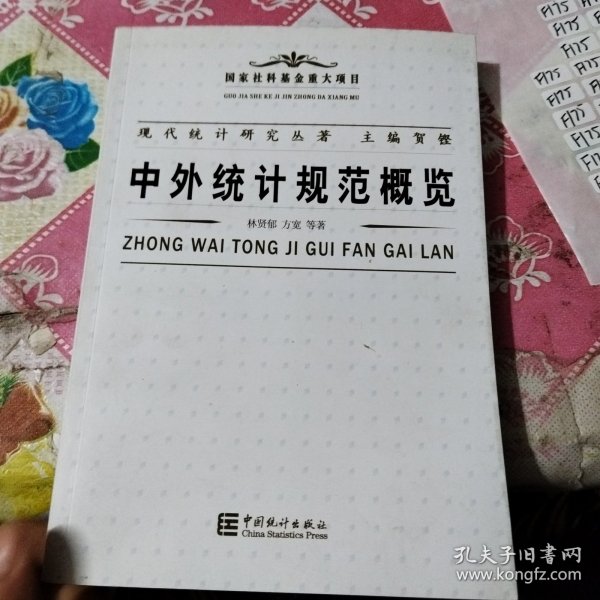 国家社科基金重大项目
GUO JIA SHE KE JI JIN ZHONG DA XIANG MU
现代统计研究丛著 主编贺铿
中外统计规范概览
林贤郁 方宽 等著
ZHONG WAI TONG JI GUI FAN GAI LAN
中国统计出版社
China Statistics Press
孔夫子旧书网
www.kongfz.com